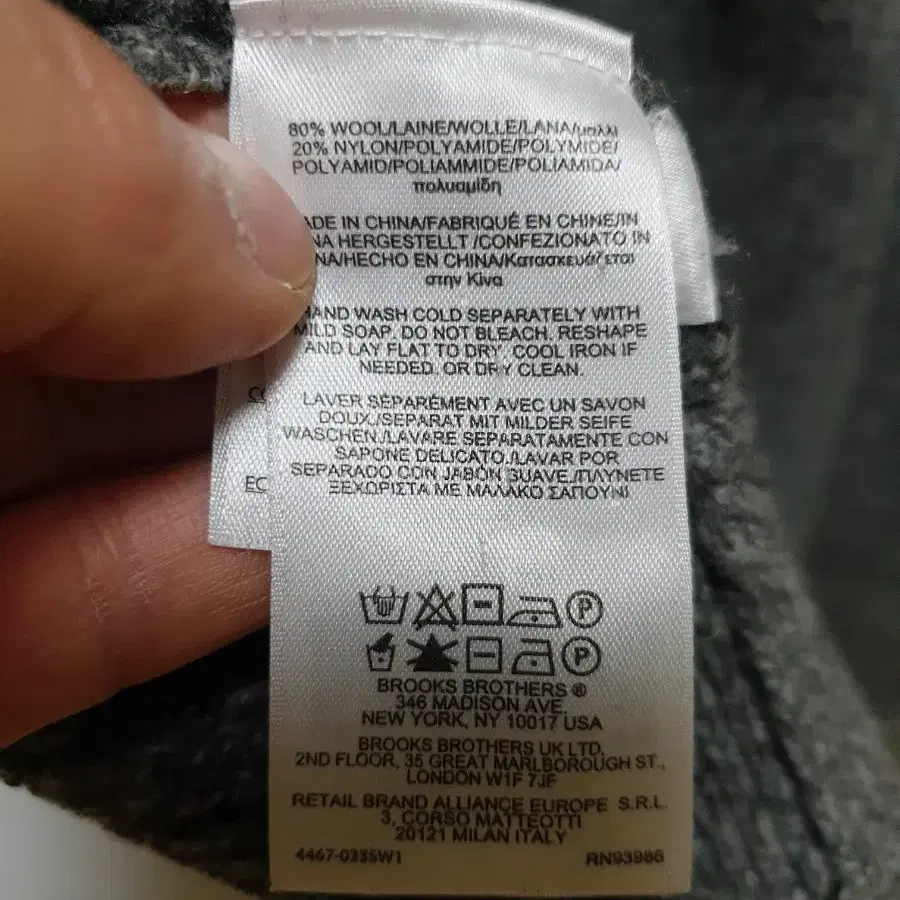 80% WOOL/LAINE/WOLLE/LANA/μαλλι
20% NYLON/POLYAMIDE/POLYMIDE/
POLYAMID/POLIAMMIDE/POLIAMIDA/
πολυαμίδη
ADE IN CHINA/FABRIQUÉ EN CHINE/IN
NA HERGESTELLT /CONFEZIONATO IN
NA/HECHO EN CHINA/Κατασκευάζεται
στην Κίνα
HAND WASH COLD SEPARATELY WITH
MILD SOAP. DO NOT BLEACH. RESHAPE
AND LAY FLAT TO DRY. COOL IRON IF
NEEDED. OR DRY CLEAN.
LAVER SÉPARÉMENT AVEC UN SAVON
DOUX./SEPARAT MIT MILDER SEIFE
WASCHEN./LAVARE SEPARATAMENTE CON
SAPONE DELICATO./LAVAR POR
SEPARADO CON JABÓN SUAVE./ΠΛΥΝΕΤΕ
ΞΕΧΩΡΙΣΤΑ ΜΕ ΜΑΛΑΚΟ ΣΑΠΟΥΝΙ
CO
EC
P
P
BROOKS BROTHERS ®
346 MADISON AVE.
NEW YORK, NY 10017 USA
BROOKS BROTHERS UK LTD.
2ND FLOOR, 35 GREAT MARLBOROUGH ST.,
LONDON W1F 7JF
RETAIL BRAND ALLIANCE EUROPE S.R.L.
3, CORSO MATTEOTTI
20121 MILAN ITALY
4467-0335W1 RN93986